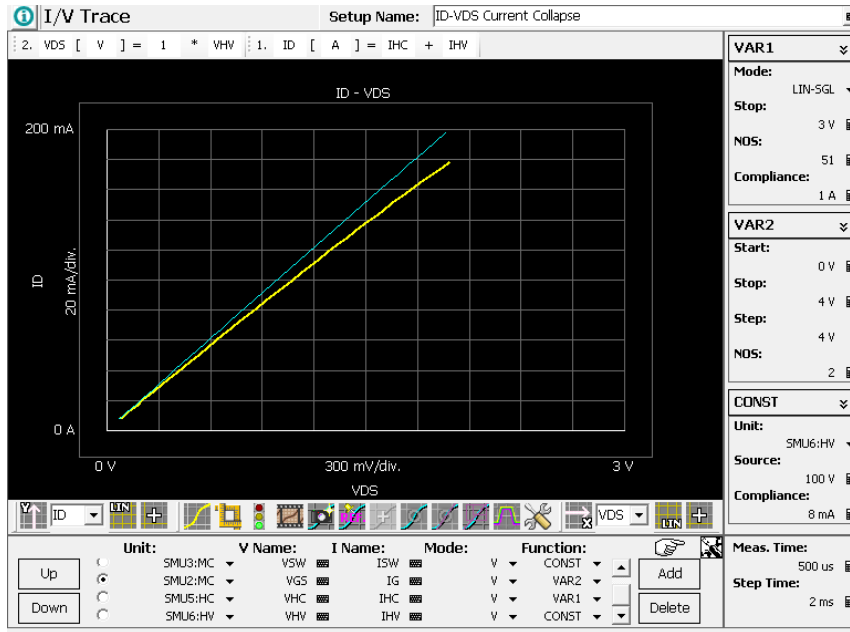 I/V Trace Setup Name: ID-VDS Current Collapse
2. VDS [ V ] = 1 * VHV 1. ID [ A ] = IHC + IHV
ID - VDS
200 mA
ID
20 mA/div.
0 A
0 V 300 mV/div. 3 V
VDS
Y ID LIN X VDS LIN
Unit: V Name: I Name: Mode: Function:
Up
Down
SMU3:MC VSW ISW V CONST
SMU2:MC VGS IG V VAR2
SMU5:HC VHC IHC V VAR1
SMU6:HV VHV IHV V CONST
Add
Delete
VAR1
Mode:
LIN-SGL
Stop:
3 V
NOS:
51
Compliance:
1 A
VAR2
Start:
0 V
Stop:
4 V
Step:
4 V
NOS:
2
CONST
Unit:
SMU6:HV
Source:
100 V
Compliance:
8 mA
Meas. Time:
500 us
Step Time:
2 ms